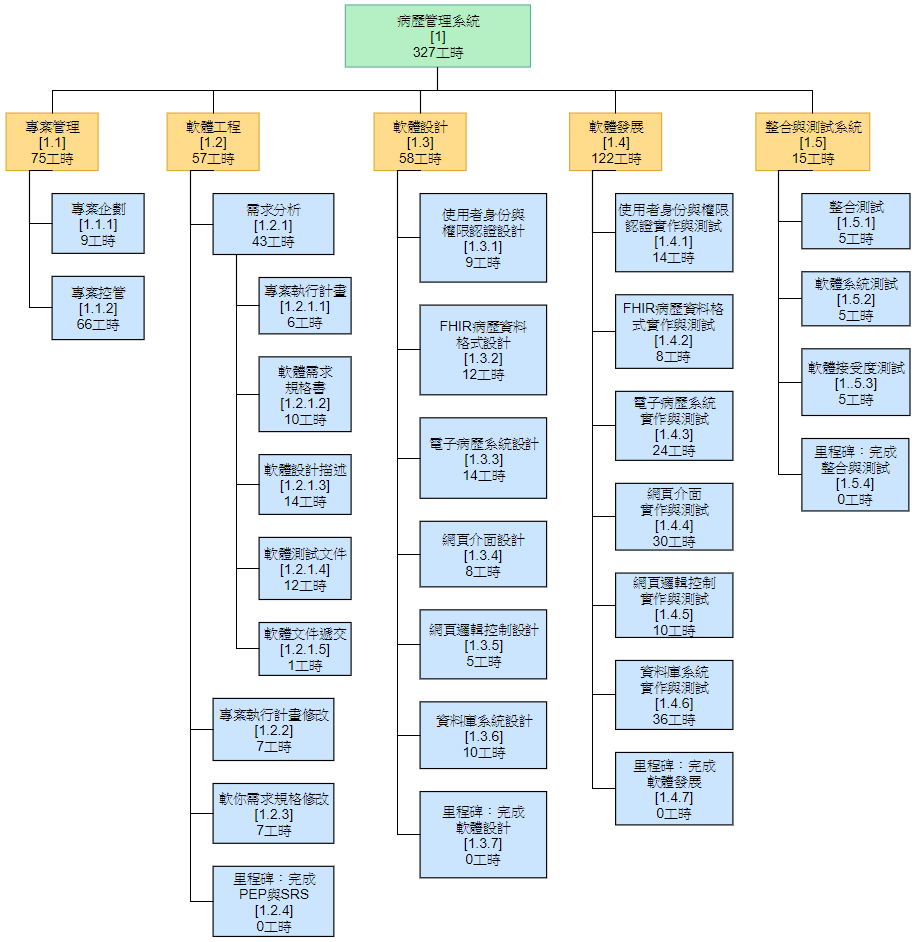 病歷管理系統
[1]
327工時
專案管理
[1.1]
75工時
專案企劃
[1.1.1]
9工時
專案控管
[1.1.2]
66工時
軟體工程
[1.2]
57工時
需求分析
[1.2.1]
43工時
專案執行計畫
[1.2.1.1]
6工時
軟體需求
規格書
[1.2.1.2]
10工時
軟體設計描述
[1.2.1.3]
14工時
軟體測試文件
[1.2.1.4]
12工時
軟體文件遞交
[1.2.1.5]
1工時
專案執行計畫修改
[1.2.2]
7工時
軟你需求規格修改
[1.2.3]
7工時
里程碑：完成
PEP與SRS
[1.2.4]
0工時
軟體設計
[1.3]
58工時
使用者身份與
權限認證設計
[1.3.1]
9工時
FHIR病歷資料
格式設計
[1.3.2]
12工時
電子病歷系統設計
[1.3.3]
14工時
網頁介面設計
[1.3.4]
8工時
網頁邏輯控制設計
[1.3.5]
5工時
資料庫系統設計
[1.3.6]
10工時
里程碑：完成
軟體設計
[1.3.7]
0工時
軟體發展
[1.4]
122工時
使用者身份與權限
認證實作與測試
[1.4.1]
14工時
FHIR病歷資料格
式實作與測試
[1.4.2]
8工時
電子病歷系統
實作與測試
[1.4.3]
24工時
網頁介面
實作與測試
[1.4.4]
30工時
網頁邏輯控制
實作與測試
[1.4.5]
10工時
資料庫系統
實作與測試
[1.4.6]
36工時
里程碑：完成
軟體發展
[1.4.7]
0工時
整合與測試系統
[1.5]
15工時
整合測試
[1.5.1]
5工時
軟體系統測試
[1.5.2]
5工時
軟體接受度測試
[1..5.3]
5工時
里程碑：完成
整合與測試
[1.5.4]
0工時